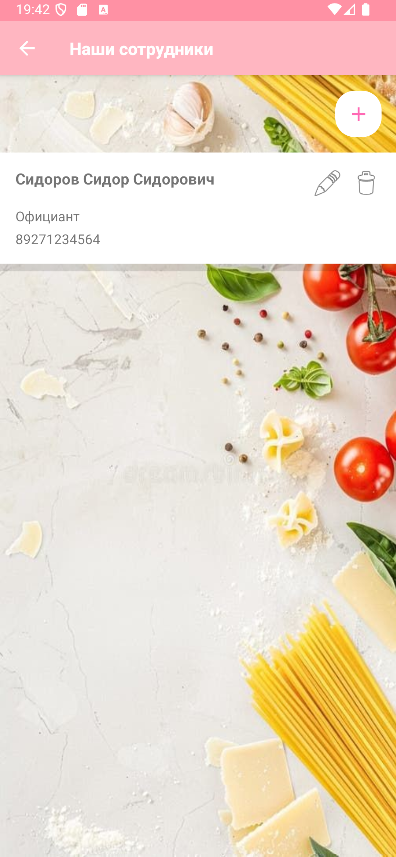 19:42
Наши сотрудники
Сидоров Сидор Сидорович
Официант
89271234564